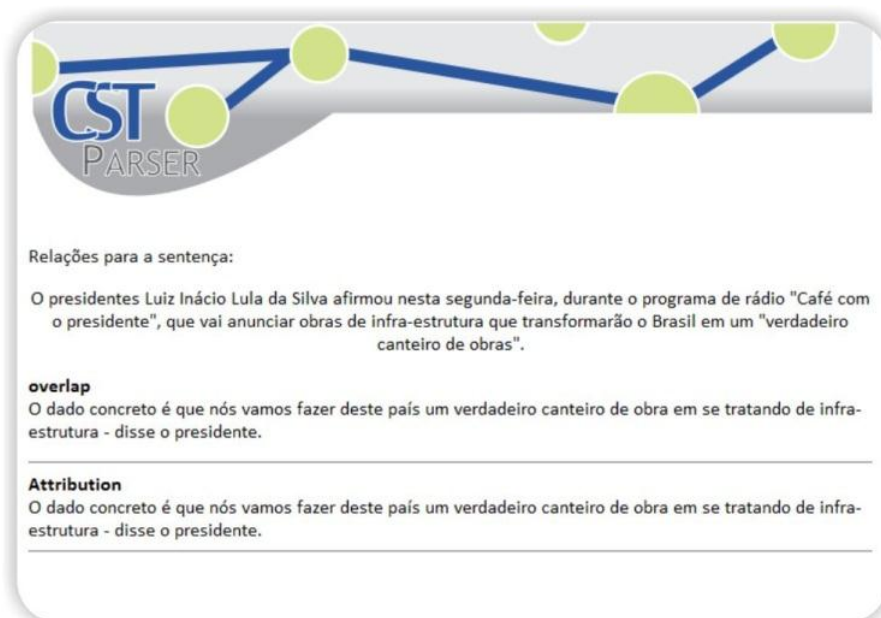 CST
PARSER
Relações para a sentença:
O presidentes Luiz Inácio Lula da Silva afirmou nesta segunda-feira, durante o programa de rádio "Café com
o presidente", que vai anunciar obras de infra-estrutura que transformarão o Brasil em um "verdadeiro
canteiro de obras".
overlap
O dado concreto é que nós vamos fazer deste país um verdadeiro canteiro de obra em se tratando de infra-
estrutura - disse o presidente.
Attribution
O dado concreto é que nós vamos fazer deste país um verdadeiro canteiro de obra em se tratando de infra-
estrutura - disse o presidente.